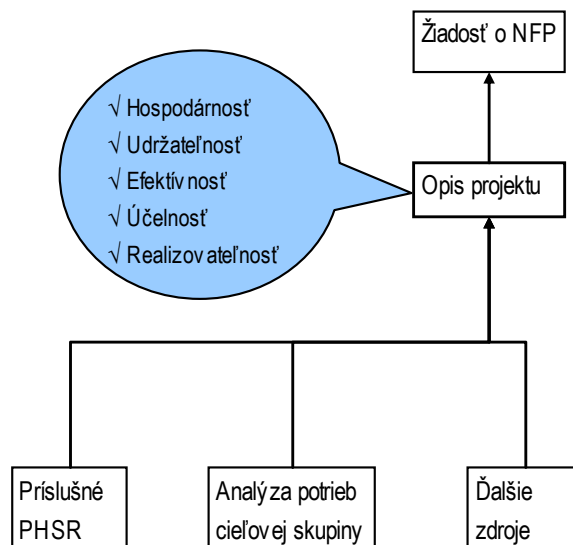 Žiadosť o NFP
√ Hospodárnosť
√ Udržateľnosť
√ Efektívnosť
√ Účelnosť
√ Realizovateľnosť
Opis projektu
Príslušné
PHSR
Analýza potrieb
cieľovej skupiny
Ďalšie
zdroje